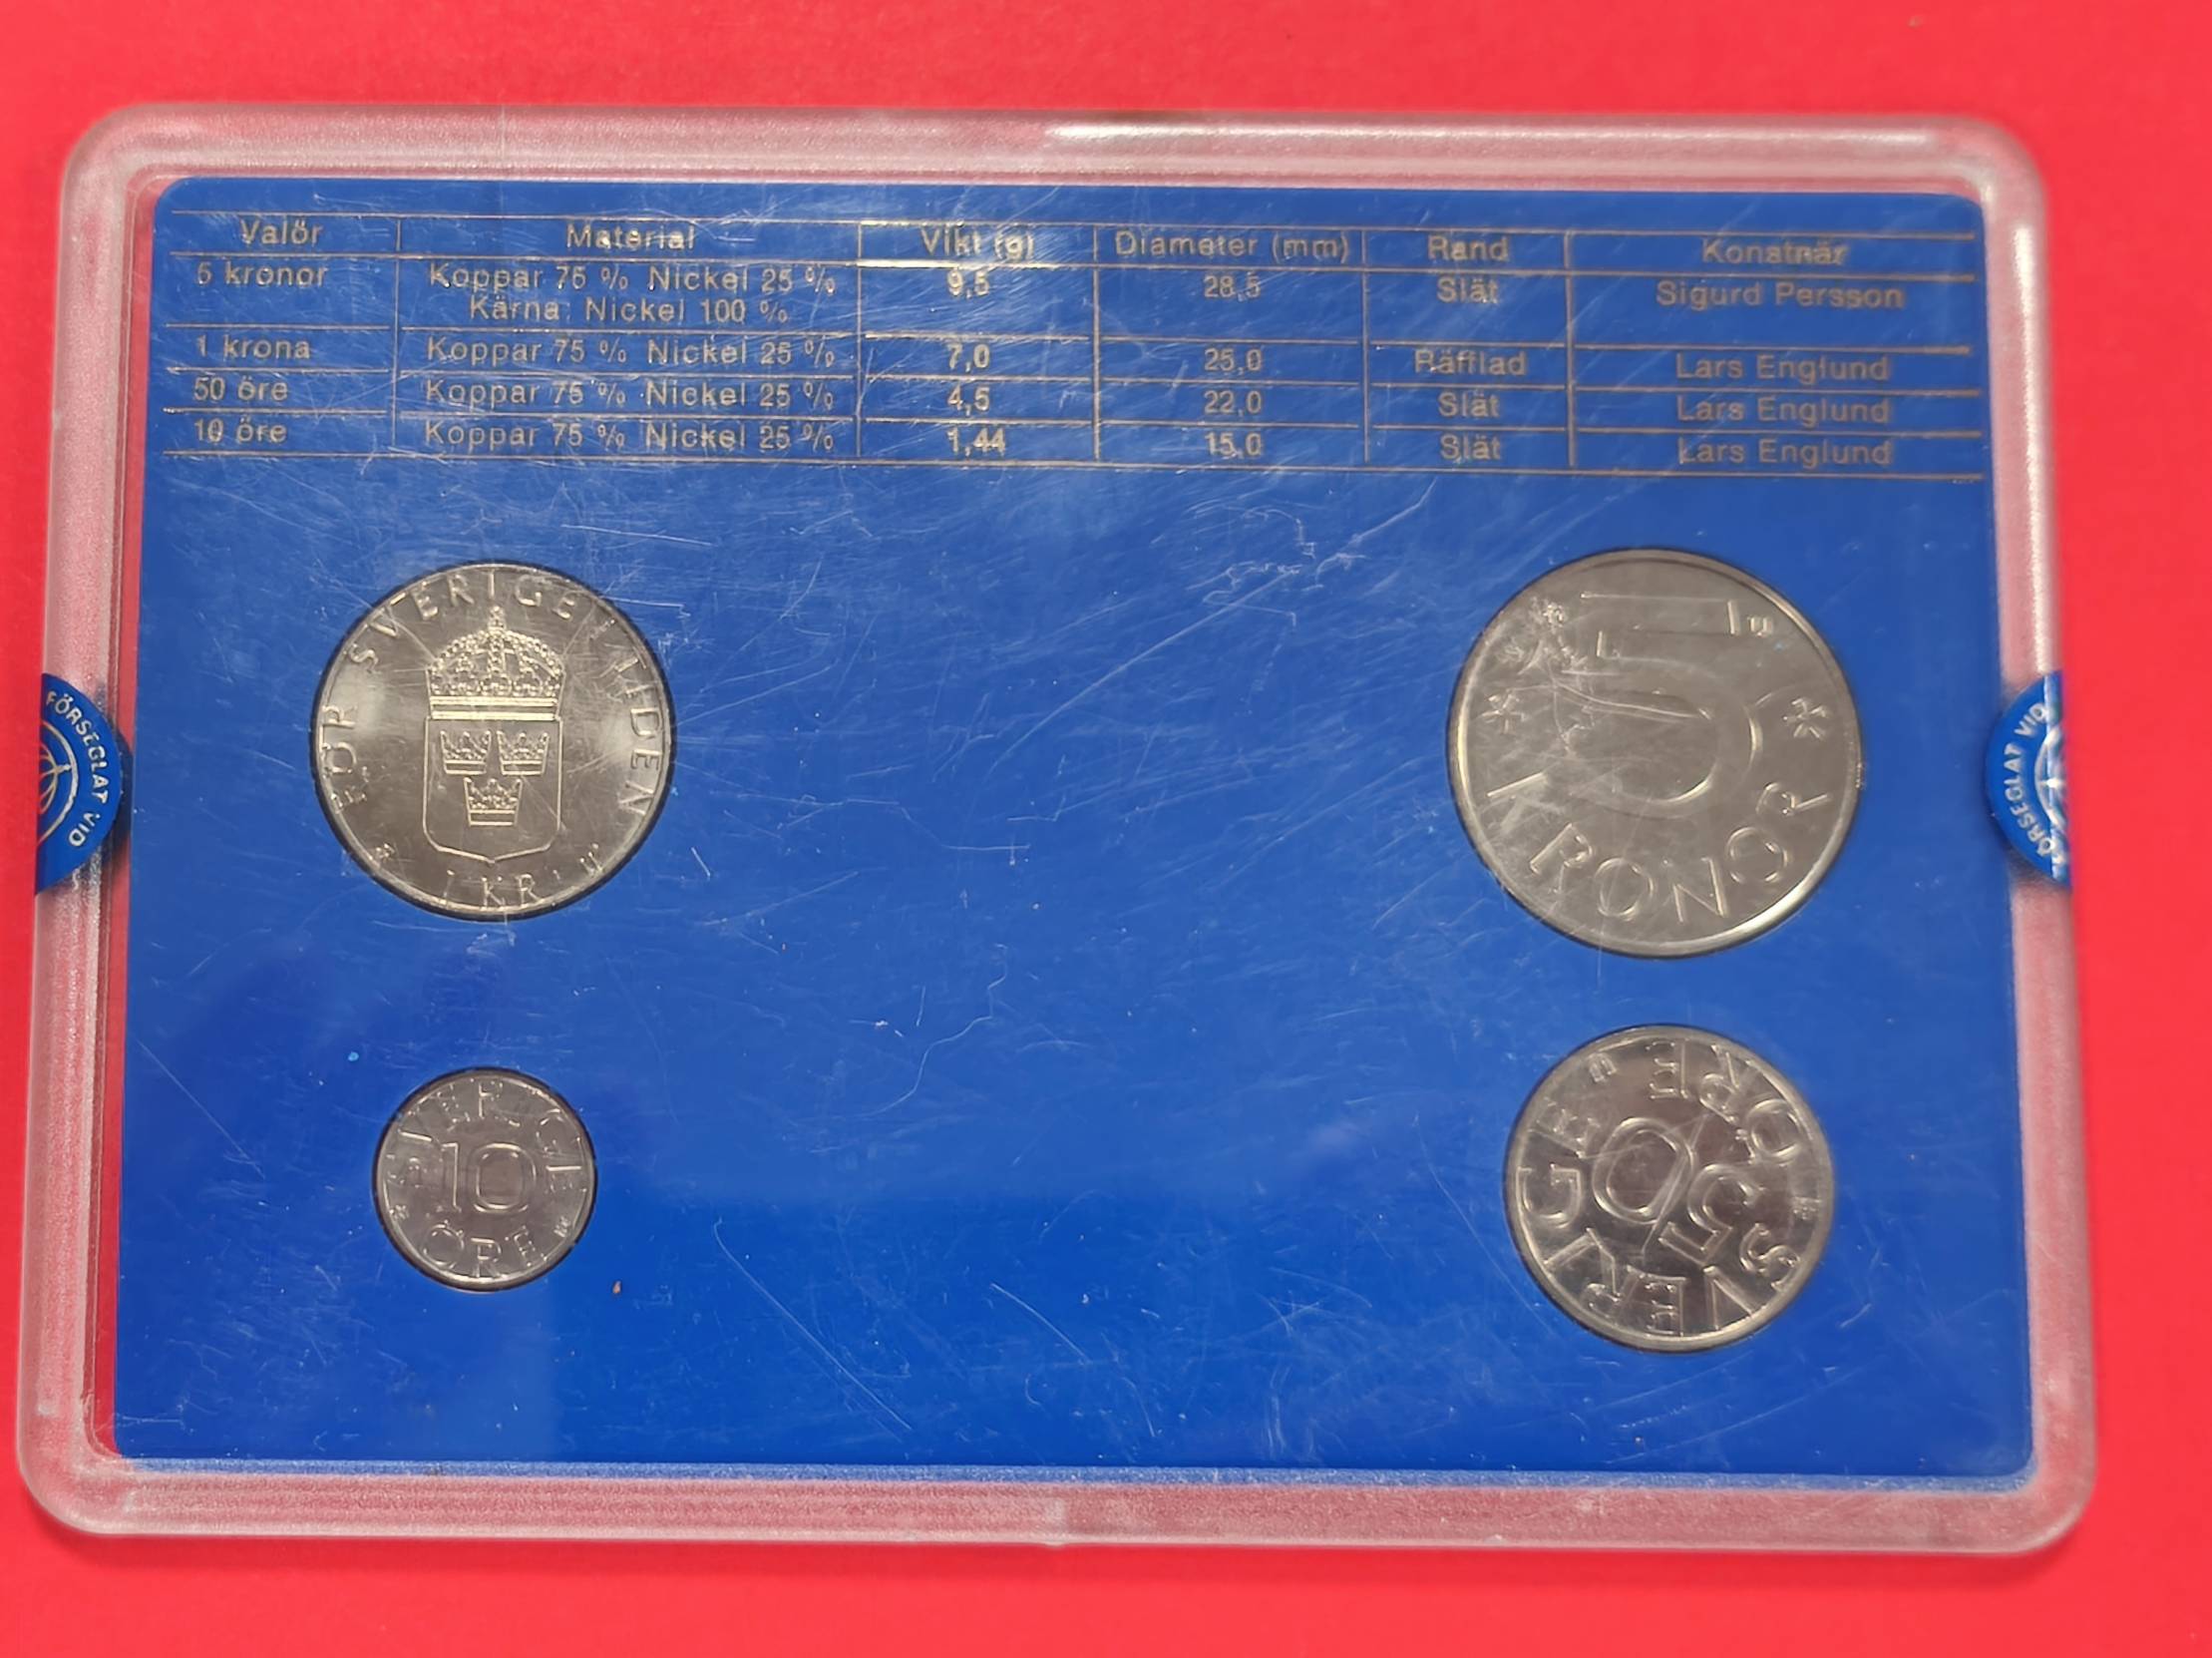 Valör Material Vikt (g) Diameter (mm) Rand Konstnär
5 kronor Koppar 75 % Nickel 25 % 9,5 28,5 Slät Sigurd Persson
Kärna: Nickel 100 %
1 krona Koppar 75 % Nickel 25 % 7,0 25,0 Räfflad Lars Englund
50 öre Koppar 75 % Nickel 25 % 4,5 22,0 Slät Lars Englund
10 öre Koppar 75 % Nickel 25 % 1,44 15,0 Slät Lars Englund
FÖR SVERIGE I TIDEN
1 KR U
5 U
KRONOR
FÖRSEGLAT VID
FÖRSEGLAT VID
SVERIGE
10
ÖRE
50
ÖRE U
SVERIGE